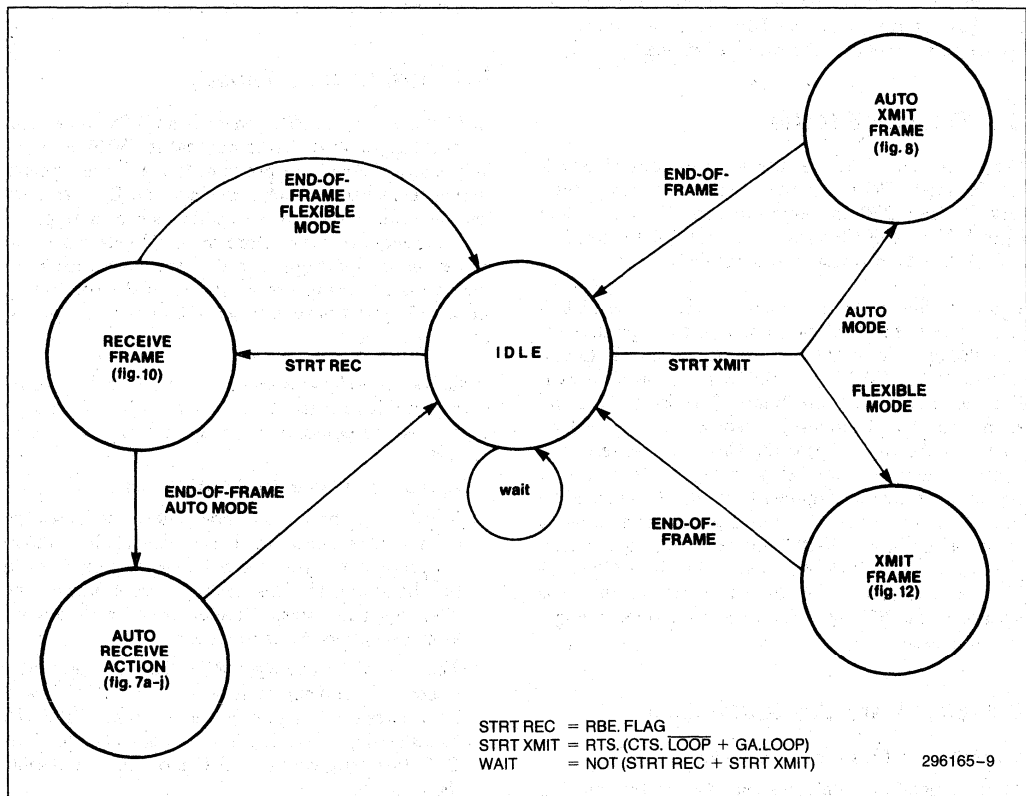 AUTO
XMIT
FRAME
(fig. 8)
END-OF-
FRAME
FLEXIBLE
MODE
END-OF-
FRAME
RECEIVE
FRAME
(fig. 10)
STRT REC
IDLE
STRT XMIT
AUTO
MODE
FLEXIBLE
MODE
END-OF-FRAME
AUTO MODE
wait
END-OF-
FRAME
XMIT
FRAME
(fig. 12)
AUTO
RECEIVE
ACTION
(fig. 7a-j)
STRT REC = RBE. FLAG
STRT XMIT = RTS. (CTS. L̅O̅O̅P̅ + GA.LOOP)
WAIT = NOT (STRT REC + STRT XMIT)
296165–9